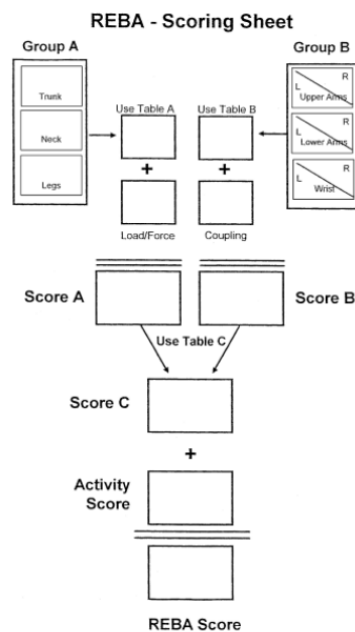 REBA - Scoring Sheet
Group A
Group B
Trunk
Neck
Legs
Use Table A
Use Table B
L R
Upper Arms
L R
Lower Arms
L R
Wrist
+
+
Load/Force
Coupling
Score A
Score B
Use Table C
Score C
+
Activity
Score
REBA Score